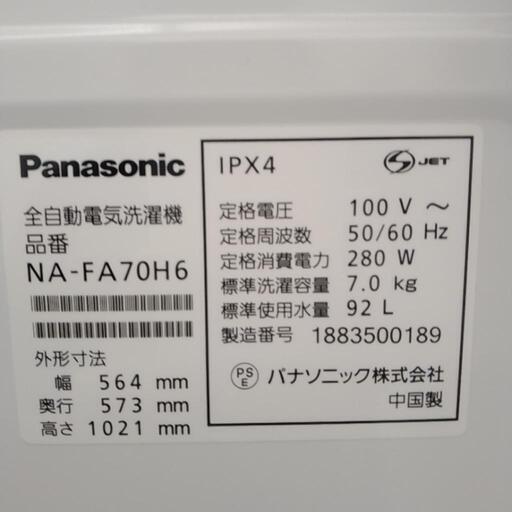 Panasonic
全自動電気洗濯機
品番
NA-FA70H6
外形寸法
幅 564 mm
奥行 573 mm
高さ 1021 mm
IPX4
S JET
定格電圧 100 V ～
定格周波数 50/60 Hz
定格消費電力 280 W
標準洗濯容量 7.0 kg
標準使用水量 92 L
製造番号 1883500189
PS
E
パナソニック株式会社
中国製